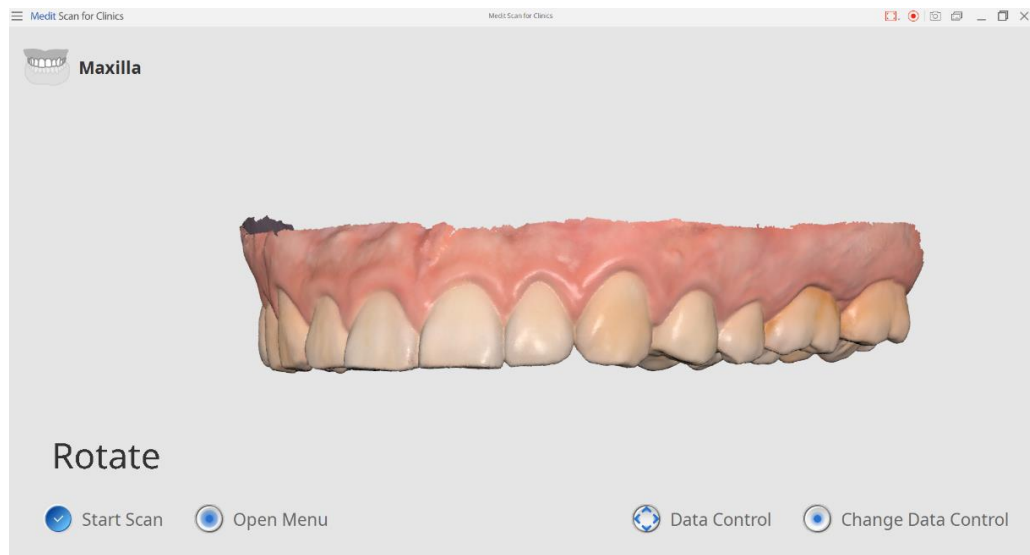 Medit Scan for Clinics
Medit Scan for Clinics
Maxilla
Rotate
Start Scan
Open Menu
Data Control
Change Data Control